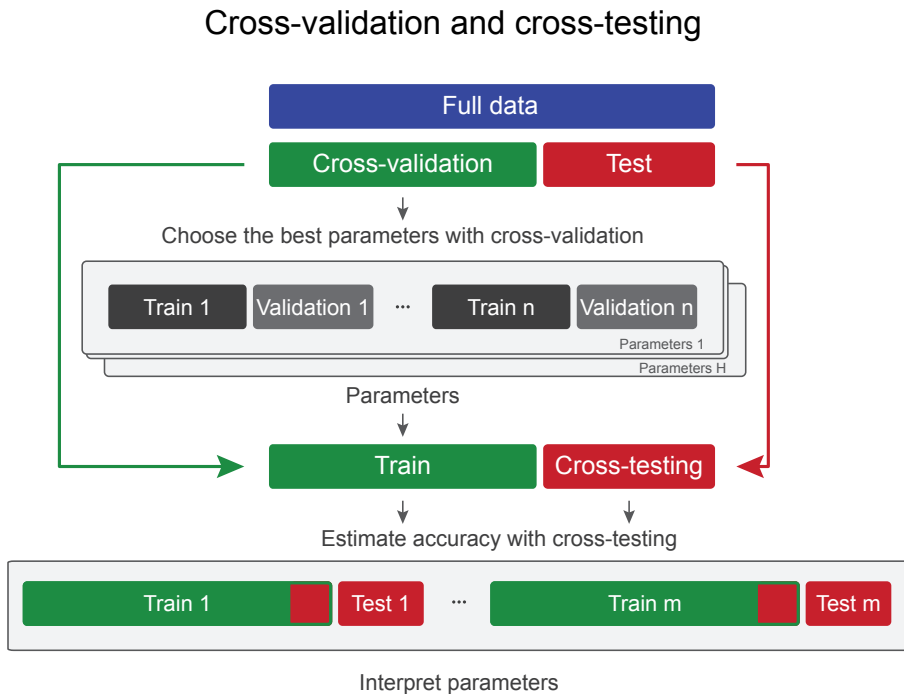 Cross-validation and cross-testing
Full data
Cross-validation Test
Choose the best parameters with cross-validation
Train 1 Validation 1 ... Train n Validation n
Parameters 1
Parameters H
Parameters
Train Cross-testing
Estimate accuracy with cross-testing
Train 1 Test 1 ... Train m Test m
Interpret parameters